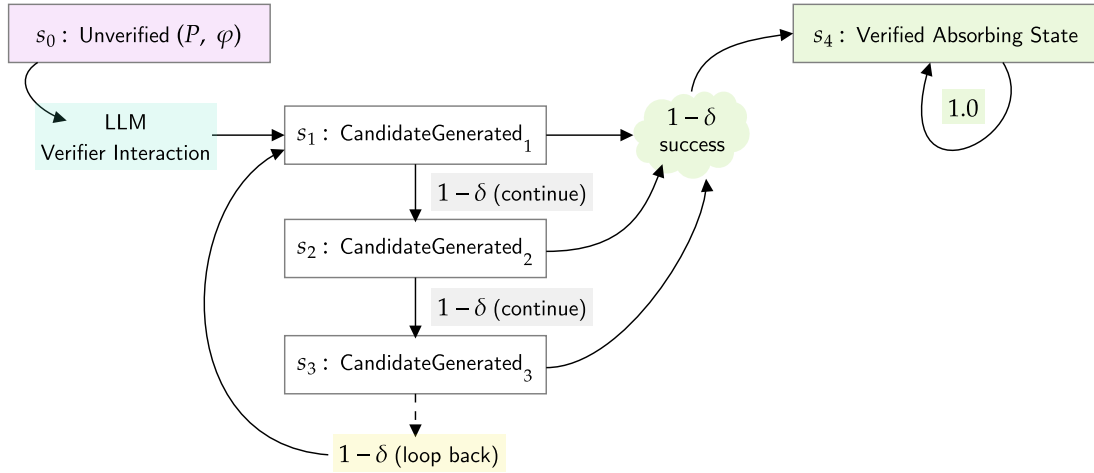 s₀ : Unverified (P, φ)
s₄ : Verified Absorbing State
1.0
LLM
Verifier Interaction
s₁ : CandidateGenerated₁
1 − δ
success
1 − δ (continue)
s₂ : CandidateGenerated₂
1 − δ (continue)
s₃ : CandidateGenerated₃
1 − δ (loop back)